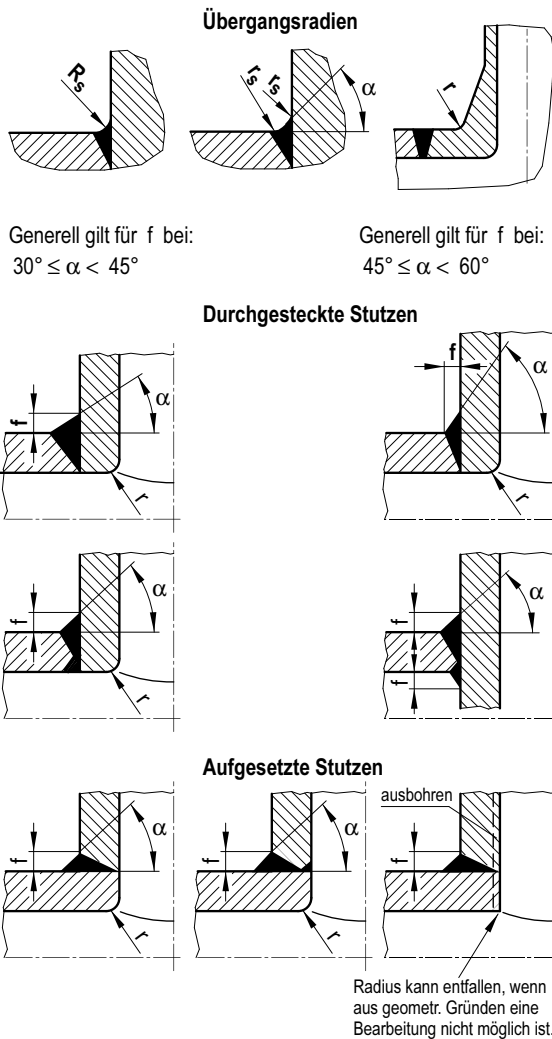 Übergangsradien
Rs
rs
rs
α
r
Generell gilt für f bei:
30° ≤ α < 45°
Generell gilt für f bei:
45° ≤ α < 60°
Durchgesteckte Stutzen
f
α
r
f
α
r
f
α
r
f
α
f
Aufgesetzte Stutzen
f
α
r
f
α
r
ausbohren
f
Radius kann entfallen, wenn
aus geometr. Gründen eine
Bearbeitung nicht möglich ist.